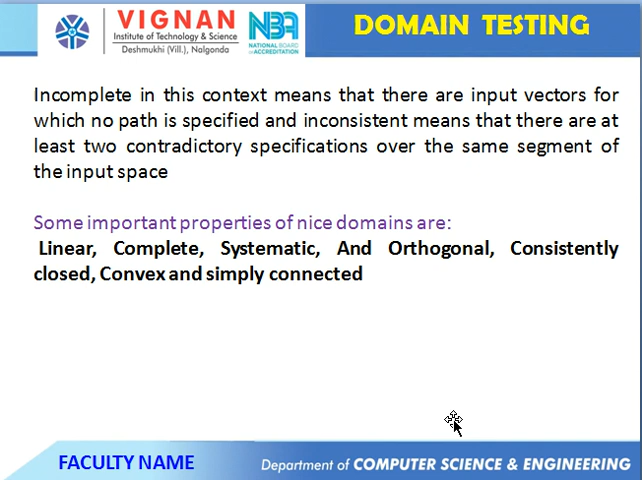 VIGNAN
Institute of Technology & Science
Deshmukhi (Vill.), Nalgonda
NBA
NATIONAL BOARD
of ACCREDITATION
DOMAIN TESTING
Incomplete in this context means that there are input vectors for
which no path is specified and inconsistent means that there are at
least two contradictory specifications over the same segment of
the input space
Some important properties of nice domains are:
Linear, Complete, Systematic, And Orthogonal, Consistently
closed, Convex and simply connected
FACULTY NAME
Department of COMPUTER SCIENCE & ENGINEERING